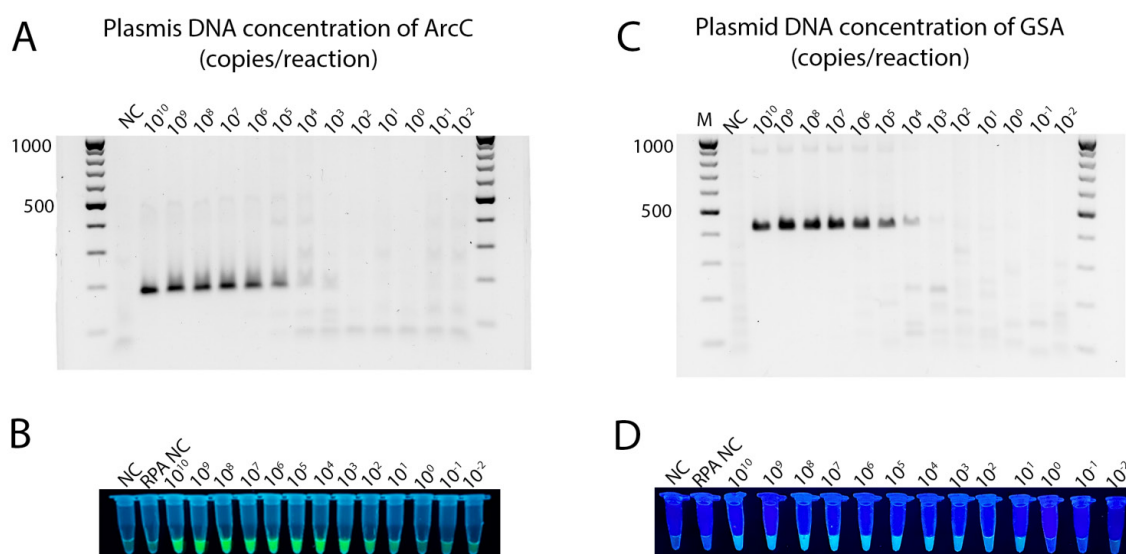 A
Plasmis DNA concentration of ArcC
(copies/reaction)
NC 10¹⁰ 10⁹ 10⁸ 10⁷ 10⁶ 10⁵ 10⁴ 10³ 10² 10¹ 10⁰ 10⁻¹ 10⁻²
1000
500
B
NC RPA NC 10¹⁰ 10⁹ 10⁸ 10⁷ 10⁶ 10⁵ 10⁴ 10³ 10² 10¹ 10⁰ 10⁻¹ 10⁻²
C
Plasmid DNA concentration of GSA
(copies/reaction)
M NC 10¹⁰ 10⁹ 10⁸ 10⁷ 10⁶ 10⁵ 10⁴ 10³ 10² 10¹ 10⁰ 10⁻¹ 10⁻²
1000
500
D
NC RPA NC 10¹⁰ 10⁹ 10⁸ 10⁷ 10⁶ 10⁵ 10⁴ 10³ 10² 10¹ 10⁰ 10⁻¹ 10⁻²